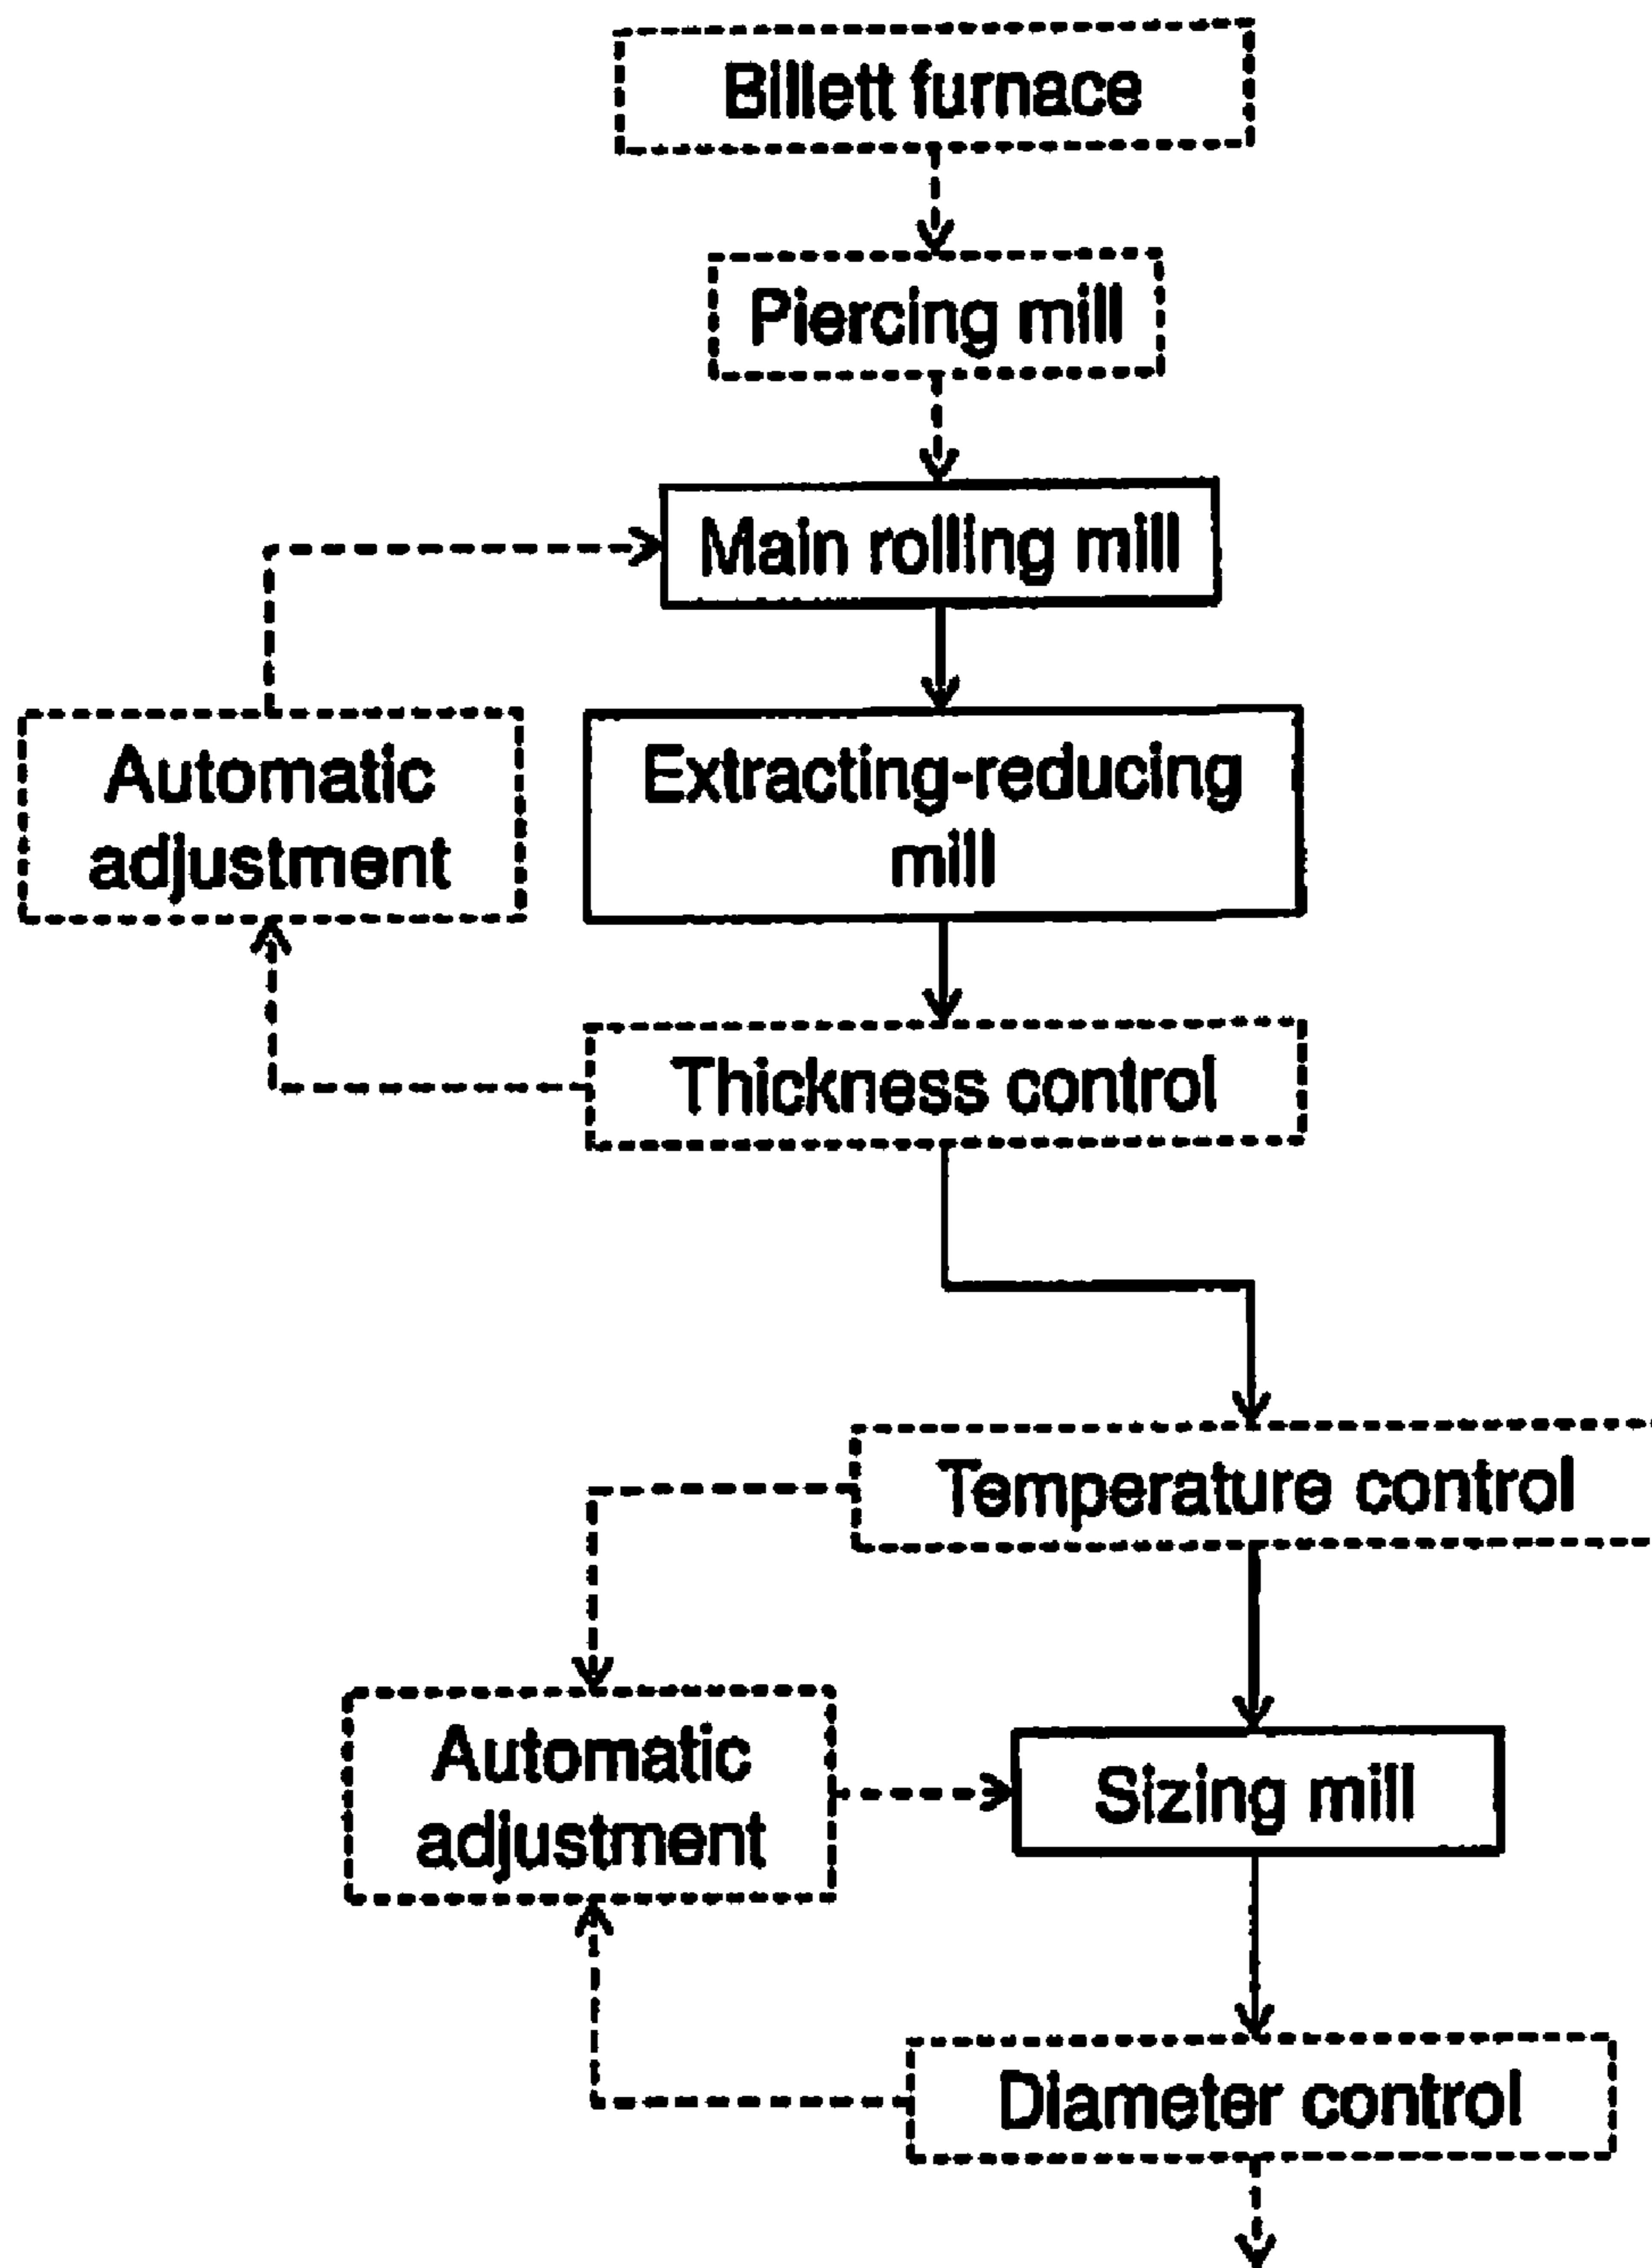 Billett furnace
Piercing mill
Main rolling mill
Automatic
adjustment
Extracting-reducing
mill
Thickness control
Temperature control
Automatic
adjustment
Sizing mill
Diameter control